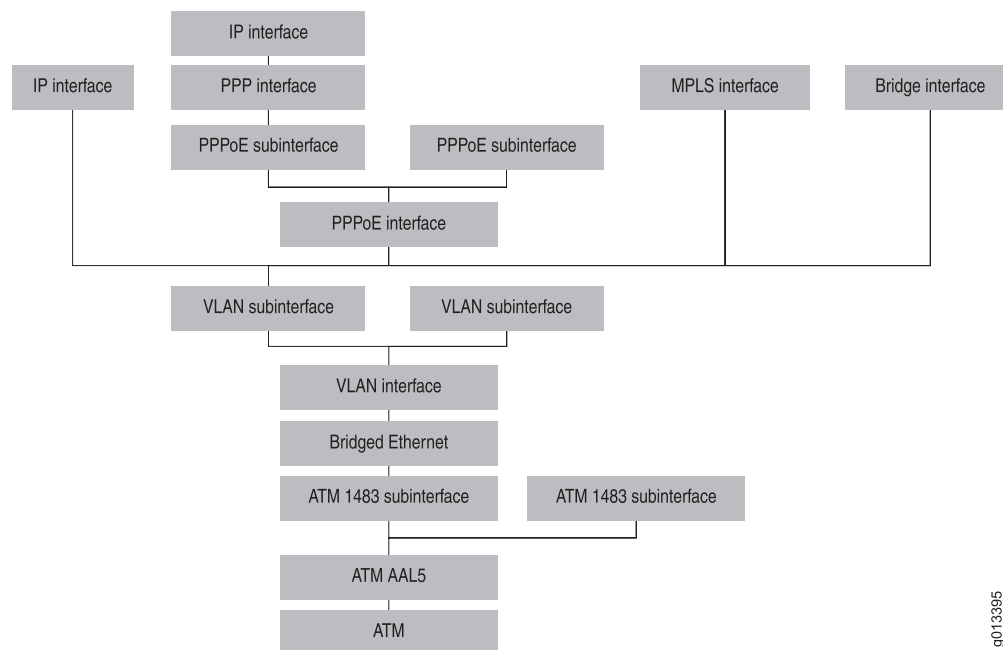 IP interface
IP interface
PPP interface
MPLS interface
Bridge interface
PPPoE subinterface
PPPoE subinterface
PPPoE interface
VLAN subinterface
VLAN subinterface
VLAN interface
Bridged Ethernet
ATM 1483 subinterface
ATM 1483 subinterface
ATM AAL5
ATM
g013395